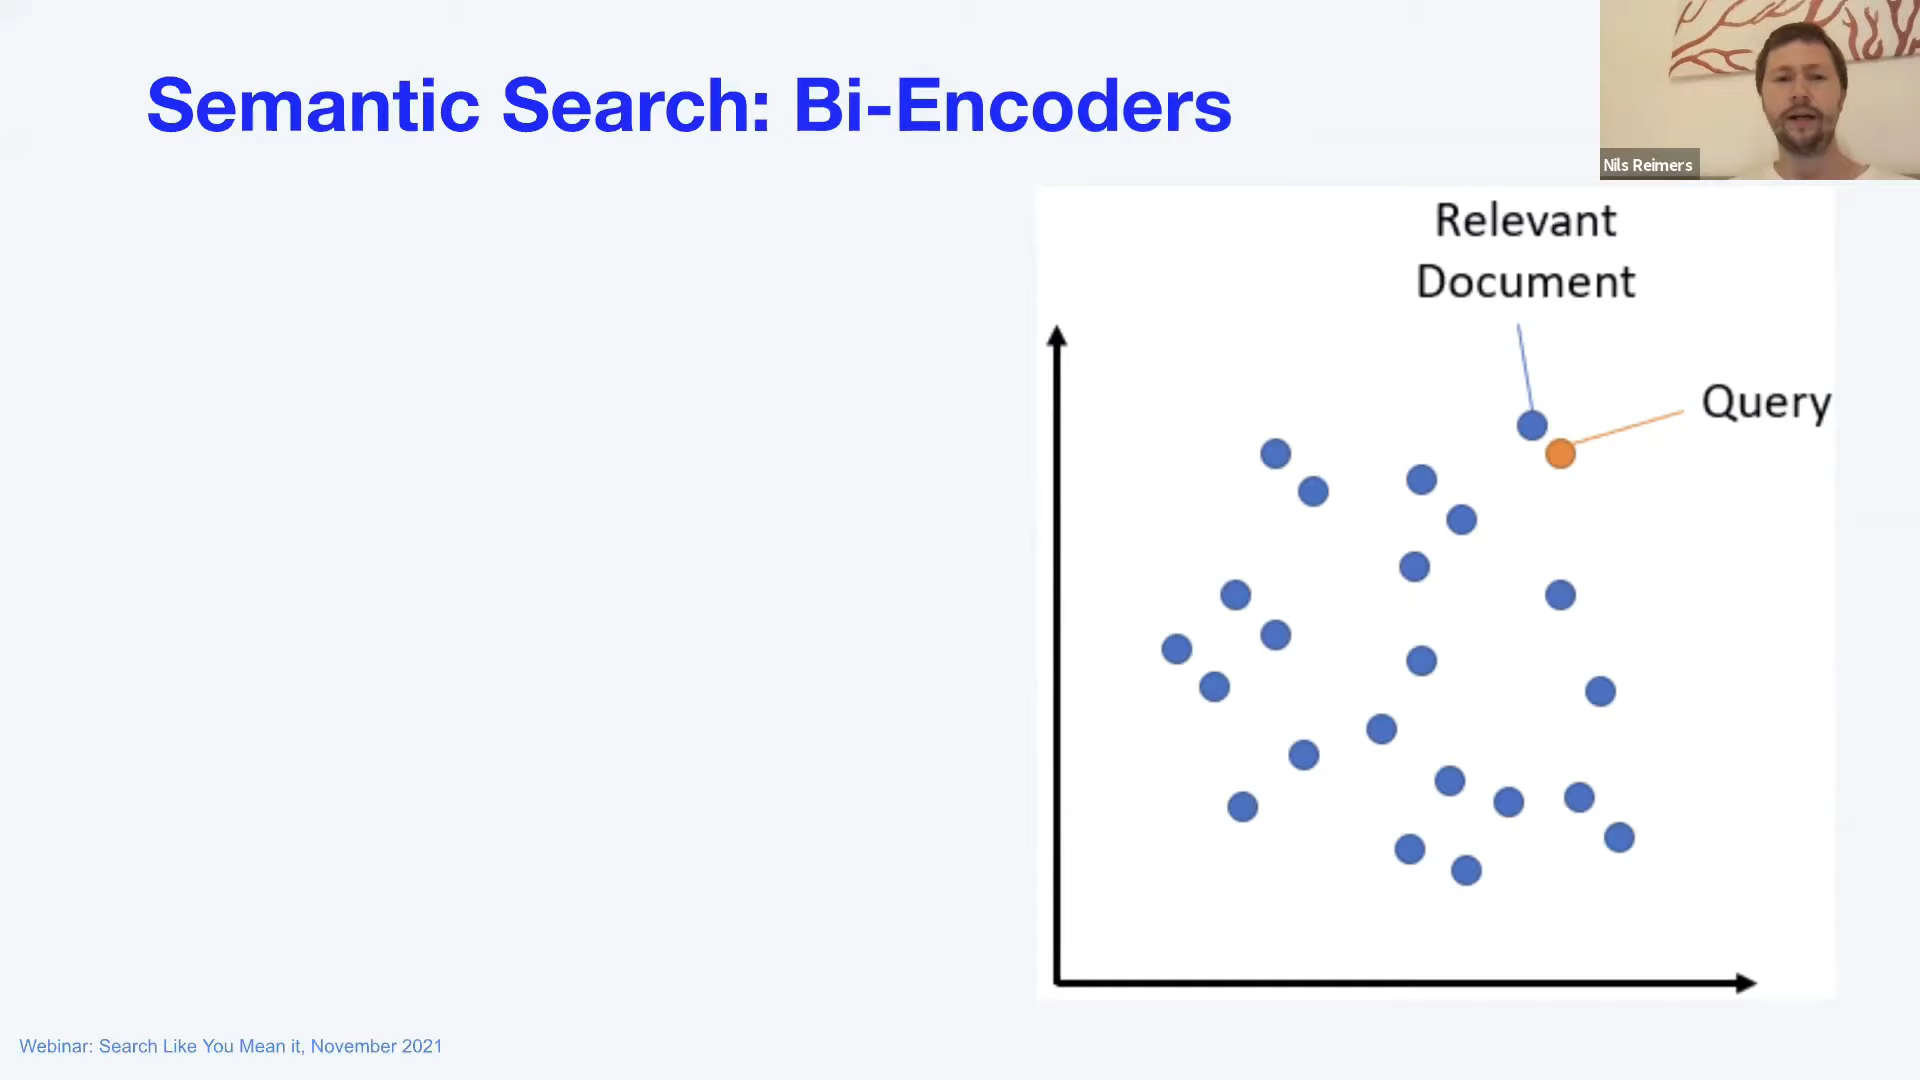 Semantic Search: Bi-Encoders
Nils Reimers
Relevant
Document
Query
Webinar: Search Like You Mean it, November 2021